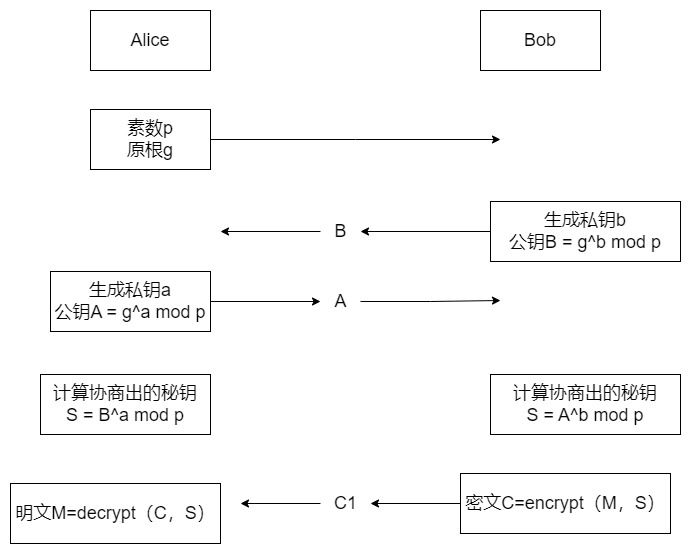 Alice
Bob
素数p
原根g
生成私钥b
公钥B = g^b mod p
B
生成私钥a
公钥A = g^a mod p
A
计算协商出的秘钥
S = B^a mod p
计算协商出的秘钥
S = A^b mod p
明文M=decrypt（C，S）
C1
密文C=encrypt（M，S）